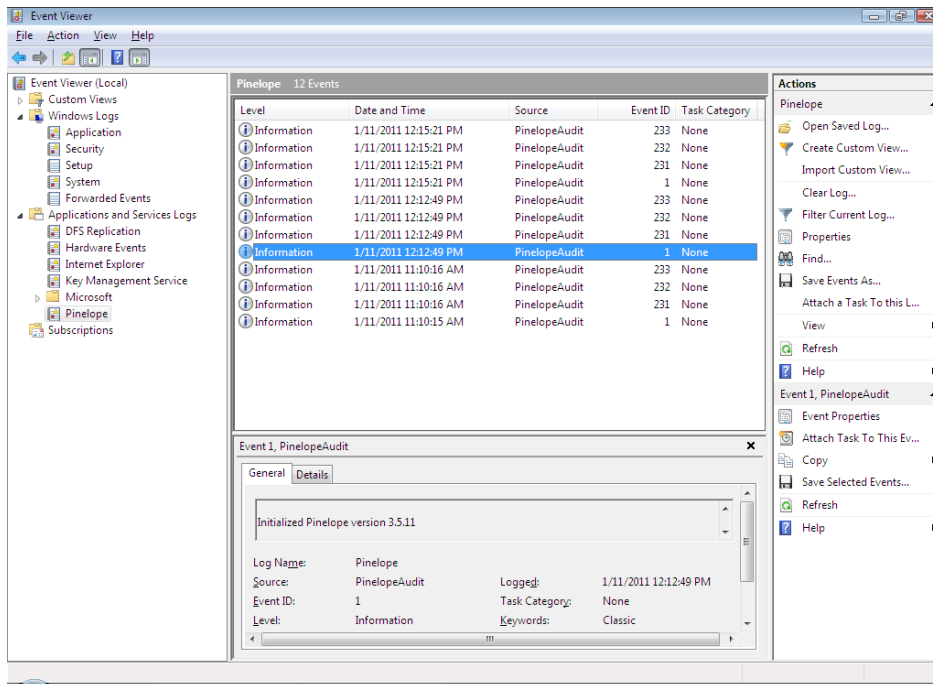 Event Viewer
File Action View Help
Event Viewer (Local)
Custom Views
Windows Logs
Application
Security
Setup
System
Forwarded Events
Applications and Services Logs
DFS Replication
Hardware Events
Internet Explorer
Key Management Service
Microsoft
Pinelope
Subscriptions
Pinelope 12 Events
Level Date and Time Source Event ID Task Category
Information 1/11/2011 12:15:21 PM PinelopeAudit 233 None
Information 1/11/2011 12:15:21 PM PinelopeAudit 232 None
Information 1/11/2011 12:15:21 PM PinelopeAudit 231 None
Information 1/11/2011 12:15:21 PM PinelopeAudit 1 None
Information 1/11/2011 12:12:49 PM PinelopeAudit 233 None
Information 1/11/2011 12:12:49 PM PinelopeAudit 232 None
Information 1/11/2011 12:12:49 PM PinelopeAudit 231 None
Information 1/11/2011 12:12:49 PM PinelopeAudit 1 None
Information 1/11/2011 11:10:16 AM PinelopeAudit 233 None
Information 1/11/2011 11:10:16 AM PinelopeAudit 232 None
Information 1/11/2011 11:10:16 AM PinelopeAudit 231 None
Information 1/11/2011 11:10:15 AM PinelopeAudit 1 None
Event 1, PinelopeAudit
General Details
Initialized Pinelope version 3.5.11
Log Name: Pinelope
Source: PinelopeAudit Logged: 1/11/2011 12:12:49 PM
Event ID: 1 Task Category: None
Level: Information Keywords: Classic
Actions
Pinelope
Open Saved Log...
Create Custom View...
Import Custom View...
Clear Log...
Filter Current Log...
Properties
Find...
Save Events As...
Attach a Task To this L...
View
Refresh
Help
Event 1, PinelopeAudit
Event Properties
Attach Task To This Ev...
Copy
Save Selected Events...
Refresh
Help